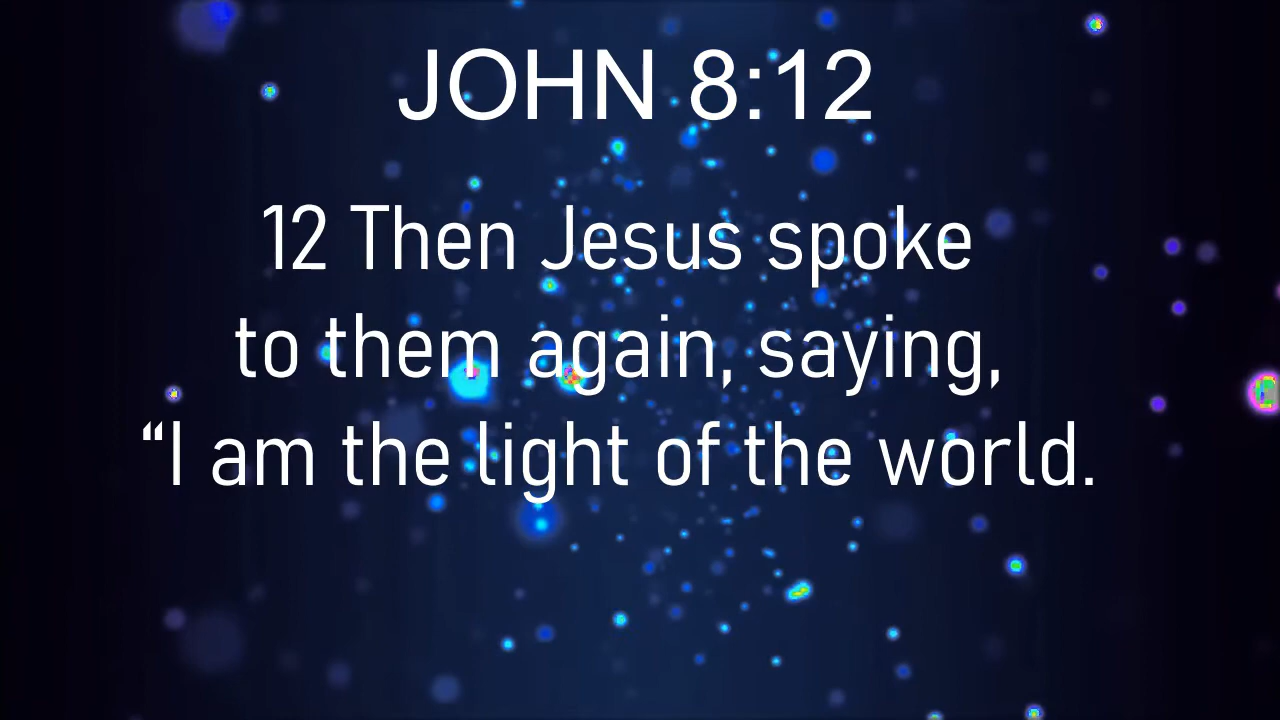 JOHN 8:12
12 Then Jesus spoke
to them again, saying,
“I am the light of the world.